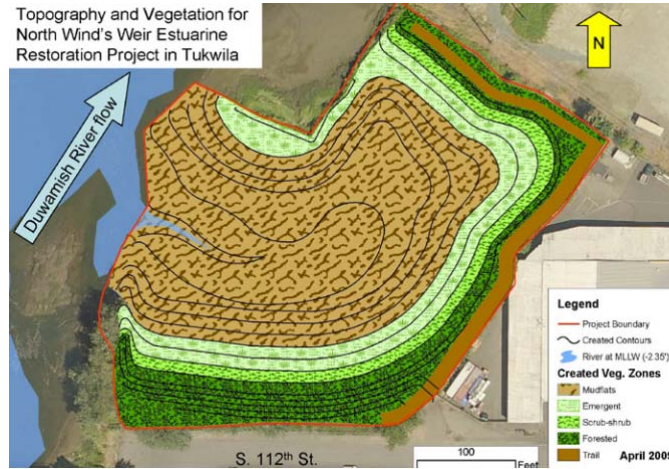 Topography and Vegetation for
North Wind's Weir Estuarine
Restoration Project in Tukwila
N
Duwamish River flow
Legend
Project Boundary
Created Contours
River at MLLW (-2.35')
Created Veg. Zones
Mudflats
Emergent
Scrub-shrub
Forested
Trail
April
S. 112th St.
100
Feet